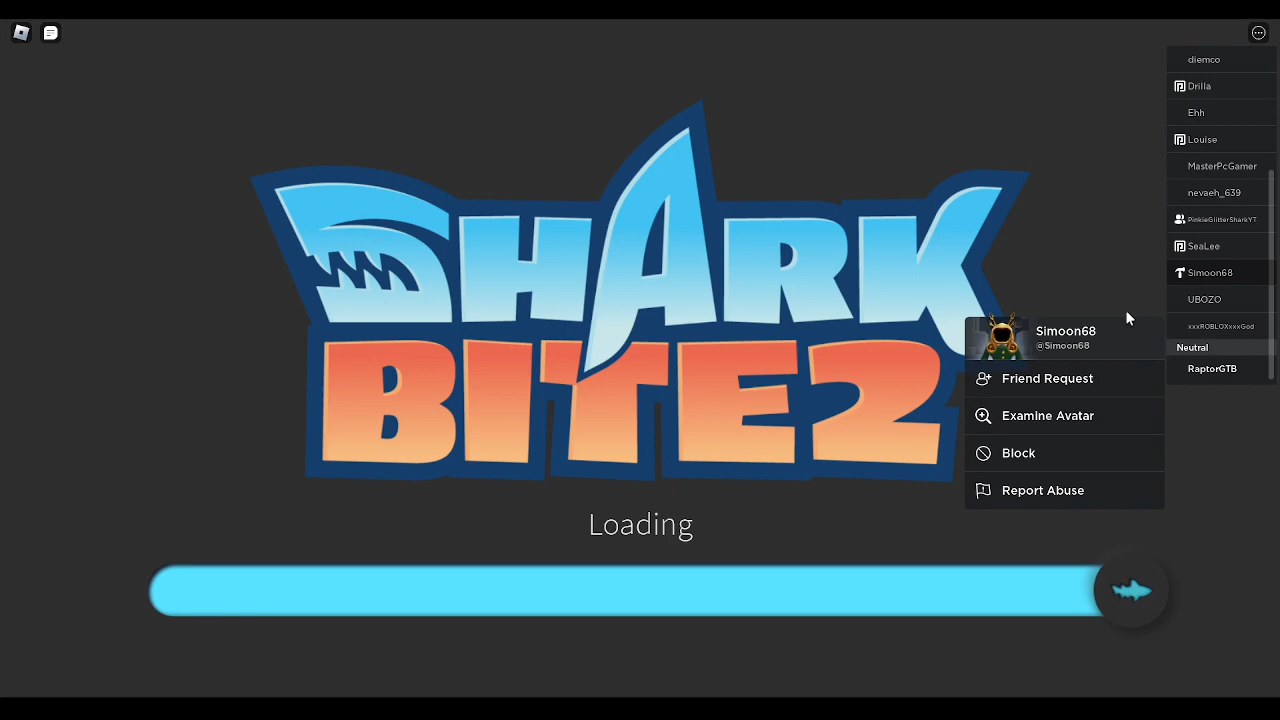 SHARK
BITE2
Loading
diemco
Drilla
Ehh
Louise
MasterPcGamer
nevaeh_639
PinkieGlitterSharkYT
SeaLee
Simoon68
UBOZO
xxxROBLOXxxxGod
Neutral
RaptorGTB
Simoon68
@Simoon68
Friend Request
Examine Avatar
Block
Report Abuse